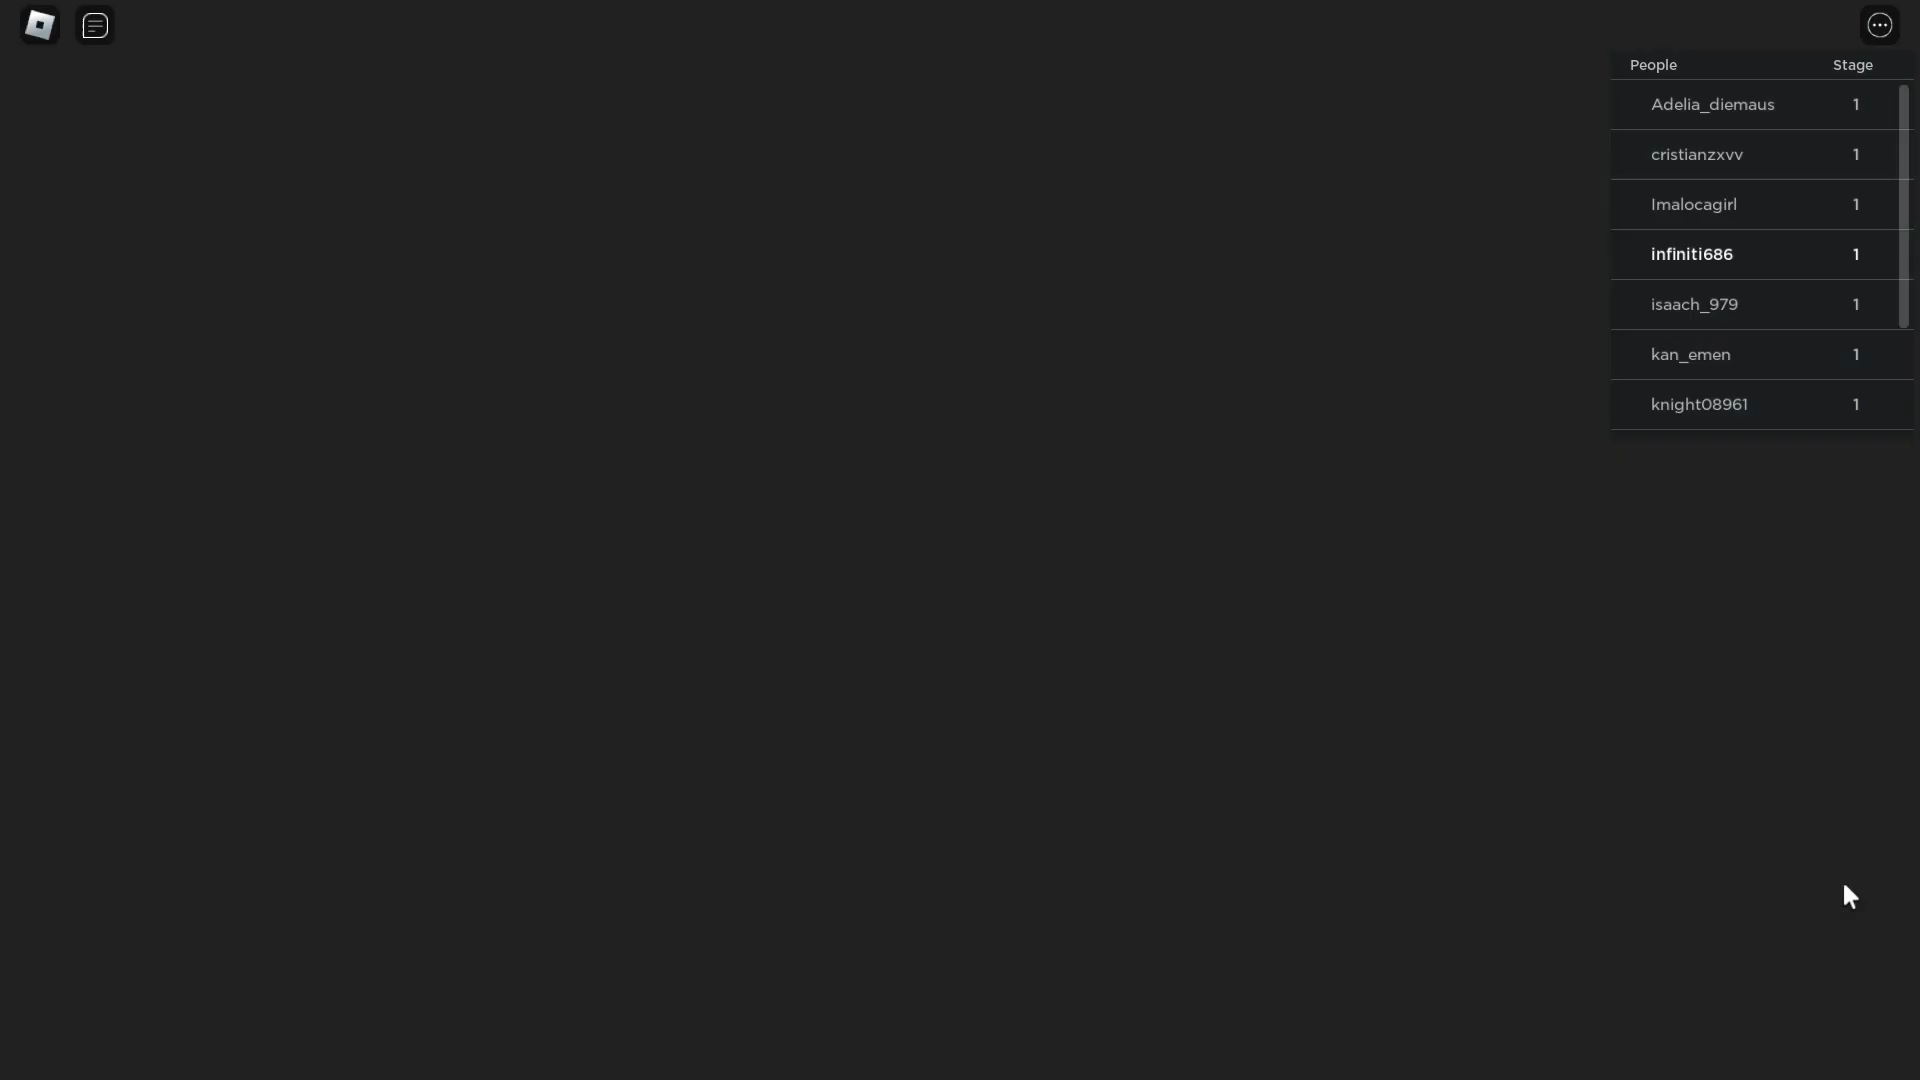 People Stage
Adelia_diemaus 1
cristianzxvv 1
Imalocagirl 1
infiniti686 1
isaach_979 1
kan_emen 1
knight08961 1